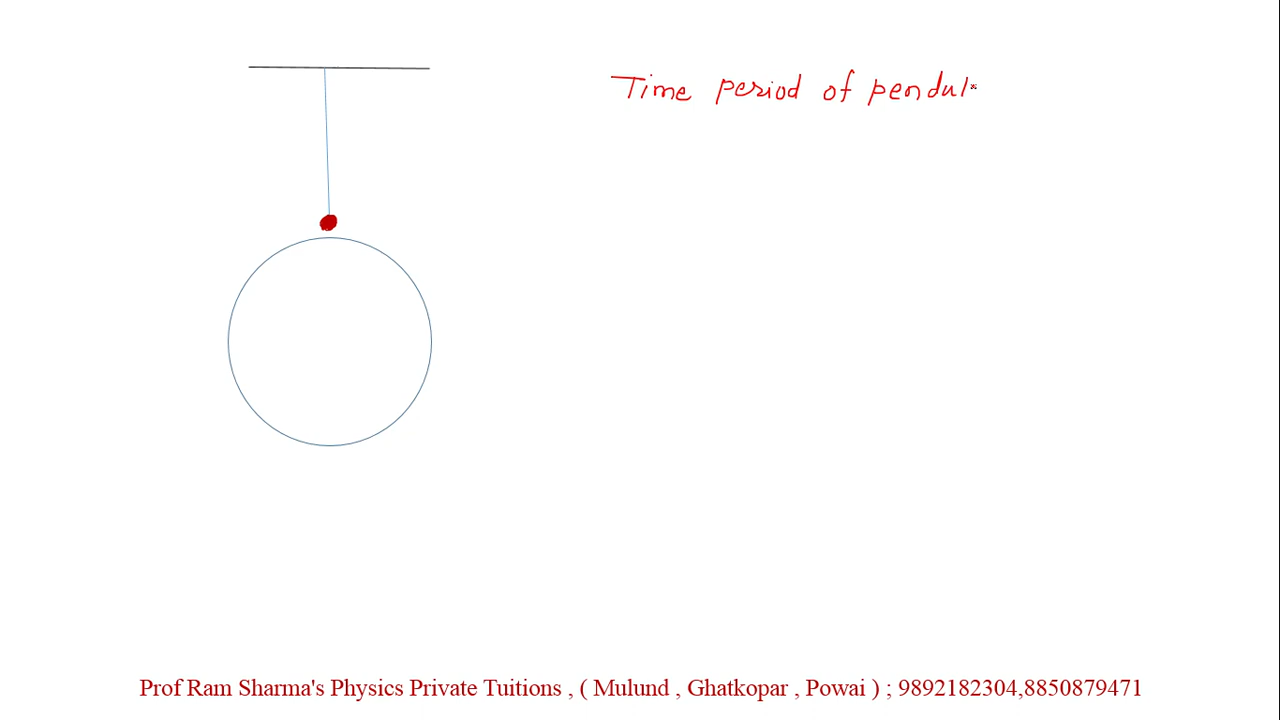 Time period of pendul
Prof Ram Sharma's Physics Private Tuitions , ( Mulund , Ghatkopar , Powai ) ; 9892182304,8850879471